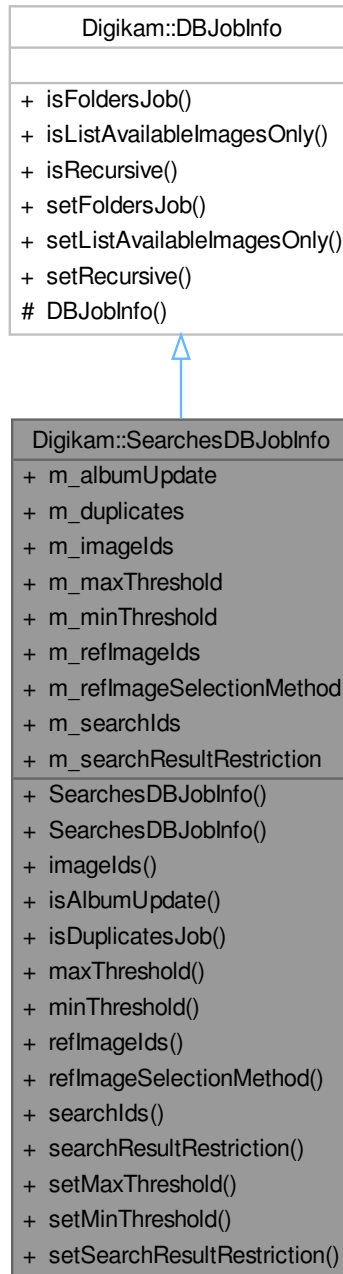 Digikam::DBJobInfo
+ isFoldersJob()
+ isListAvailableImagesOnly()
+ isRecursive()
+ setFoldersJob()
+ setListAvailableImagesOnly()
+ setRecursive()
# DBJobInfo()
Digikam::SearchesDBJobInfo
+ m_albumUpdate
+ m_duplicates
+ m_imageIds
+ m_maxThreshold
+ m_minThreshold
+ m_refImageIds
+ m_refImageSelectionMethod
+ m_searchIds
+ m_searchResultRestriction
+ SearchesDBJobInfo()
+ SearchesDBJobInfo()
+ imageIds()
+ isAlbumUpdate()
+ isDuplicatesJob()
+ maxThreshold()
+ minThreshold()
+ refImageIds()
+ refImageSelectionMethod()
+ searchIds()
+ searchResultRestriction()
+ setMaxThreshold()
+ setMinThreshold()
+ setSearchResultRestriction()